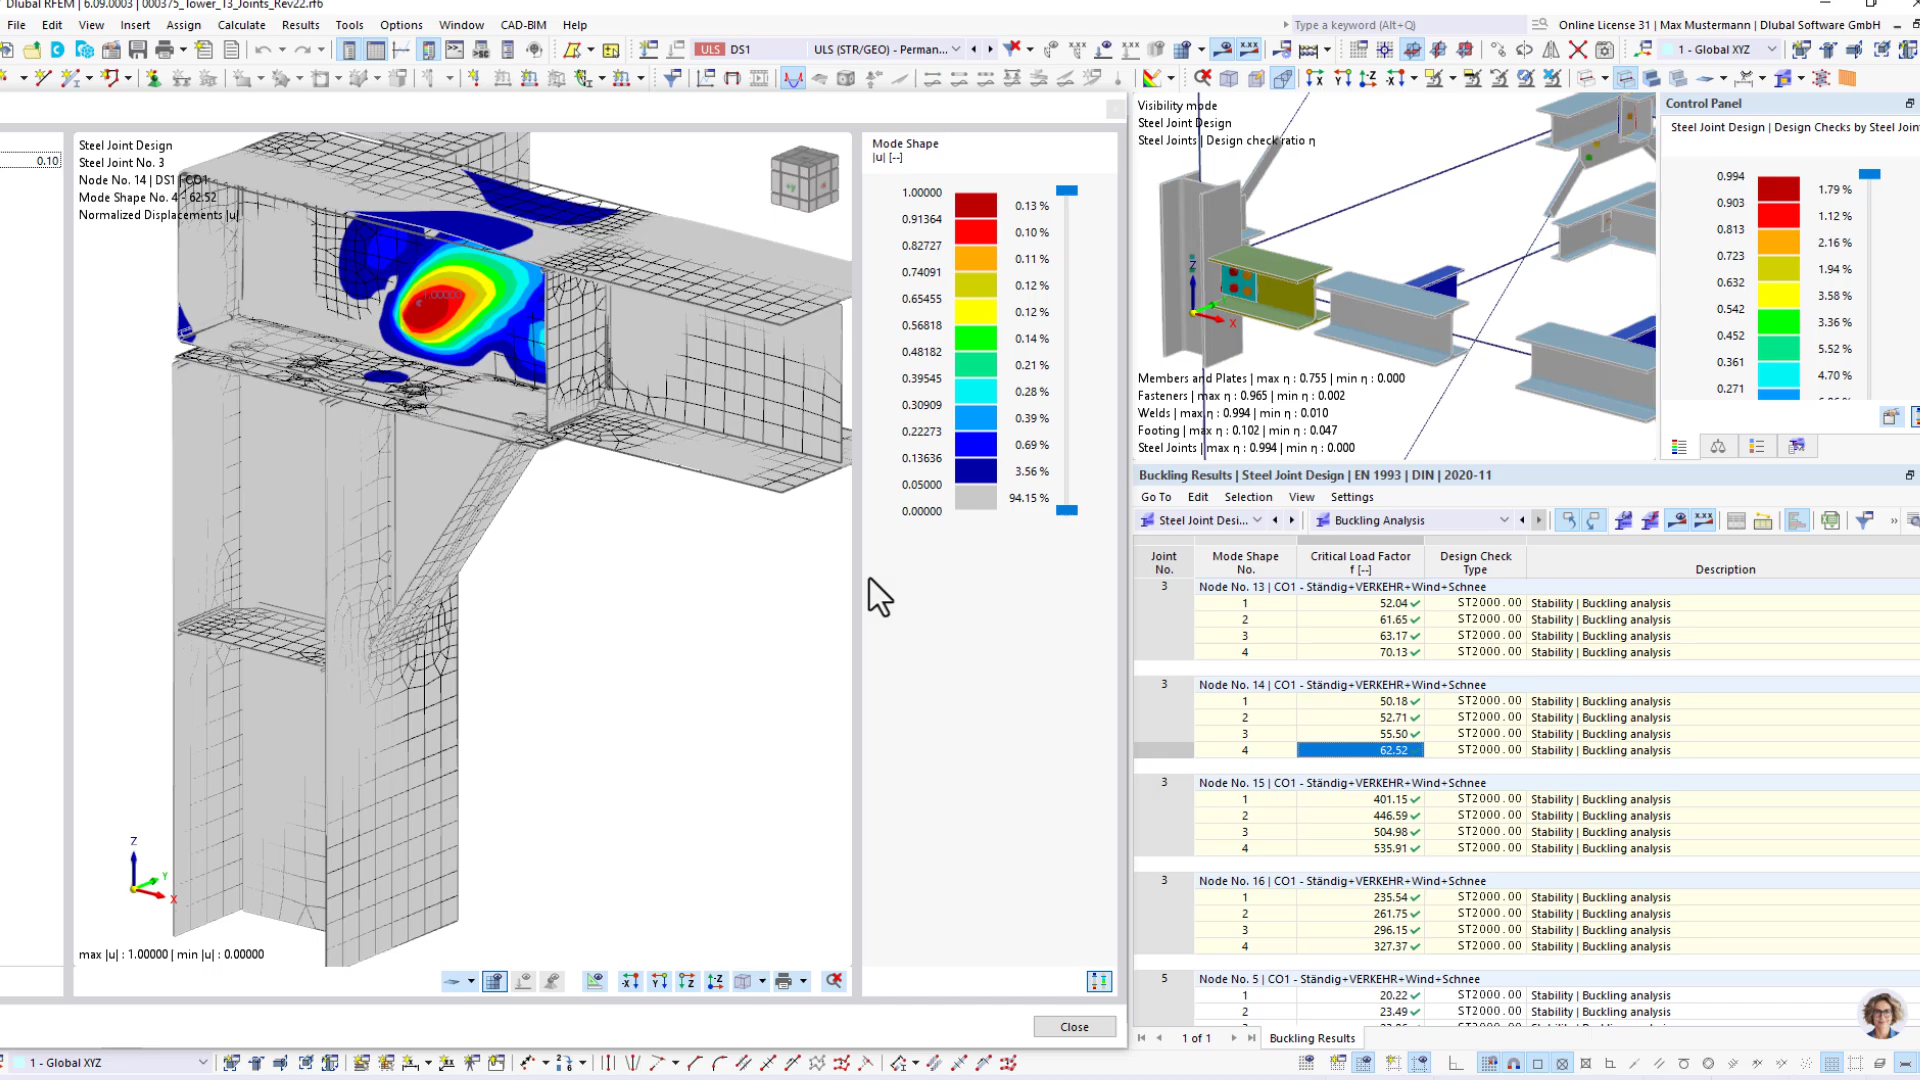 Dlubal RFEM | 6.09.0003 | 000375_Tower_13_Joints_Rev22.rf6
File Edit View Insert Assign Calculate Results Tools Options Window CAD-BIM Help
Type a keyword (Alt+Q)
Online License 31 | Max Mustermann | Dlubal Software GmbH
ULS DS1 ULS (STR/GEO) - Perman...
1 - Global XYZ
0.10
Steel Joint Design
Steel Joint No. 3
Node No. 14 | DS1 | CO1
Mode Shape No. 4 - 62.52
Normalized Displacements |u|
1.00000
Z
Y
X
max |u| : 1.00000 | min |u| : 0.00000
Mode Shape
|u| [--]
1.00000
0.13 %
0.91364
0.10 %
0.82727
0.11 %
0.74091
0.12 %
0.65455
0.12 %
0.56818
0.14 %
0.48182
0.21 %
0.39545
0.28 %
0.30909
0.39 %
0.22273
0.69 %
0.13636
3.56 %
0.05000
94.15 %
0.00000
Close
Visibility mode
Steel Joint Design
Steel Joints | Design check ratio η
Z
X
Members and Plates | max η : 0.755 | min η : 0.000
Fasteners | max η : 0.965 | min η : 0.002
Welds | max η : 0.994 | min η : 0.010
Footing | max η : 0.102 | min η : 0.047
Steel Joints | max η : 0.994 | min η : 0.000
Control Panel
Steel Joint Design | Design Checks by Steel Joint
0.994
1.79 %
0.903
1.12 %
0.813
2.16 %
0.723
1.94 %
0.632
3.58 %
0.542
3.36 %
0.452
5.52 %
0.361
4.70 %
0.271
Buckling Results | Steel Joint Design | EN 1993 | DIN | 2020-11
Go To Edit Selection View Settings
Steel Joint Desi... Buckling Analysis
Joint No. Mode Shape No. Critical Load Factor f [--] Design Check Type Description
3 Node No. 13 | CO1 - Ständig+VERKEHR+Wind+Schnee
1 52.04 ST2000.00 Stability | Buckling analysis
2 61.65 ST2000.00 Stability | Buckling analysis
3 63.17 ST2000.00 Stability | Buckling analysis
4 70.13 ST2000.00 Stability | Buckling analysis
3 Node No. 14 | CO1 - Ständig+VERKEHR+Wind+Schnee
1 50.18 ST2000.00 Stability | Buckling analysis
2 52.71 ST2000.00 Stability | Buckling analysis
3 55.50 ST2000.00 Stability | Buckling analysis
4 62.52 ST2000.00 Stability | Buckling analysis
3 Node No. 15 | CO1 - Ständig+VERKEHR+Wind+Schnee
1 401.15 ST2000.00 Stability | Buckling analysis
2 446.59 ST2000.00 Stability | Buckling analysis
3 504.98 ST2000.00 Stability | Buckling analysis
4 535.91 ST2000.00 Stability | Buckling analysis
3 Node No. 16 | CO1 - Ständig+VERKEHR+Wind+Schnee
1 235.54 ST2000.00 Stability | Buckling analysis
2 261.75 ST2000.00 Stability | Buckling analysis
3 296.15 ST2000.00 Stability | Buckling analysis
4 327.37 ST2000.00 Stability | Buckling analysis
5 Node No. 5 | CO1 - Ständig+VERKEHR+Wind+Schnee
1 20.22 ST2000.00 Stability | Buckling analysis
2 23.49 ST2000.00 Stability | Buckling analysis
1 of 1 Buckling Results
1 - Global XYZ